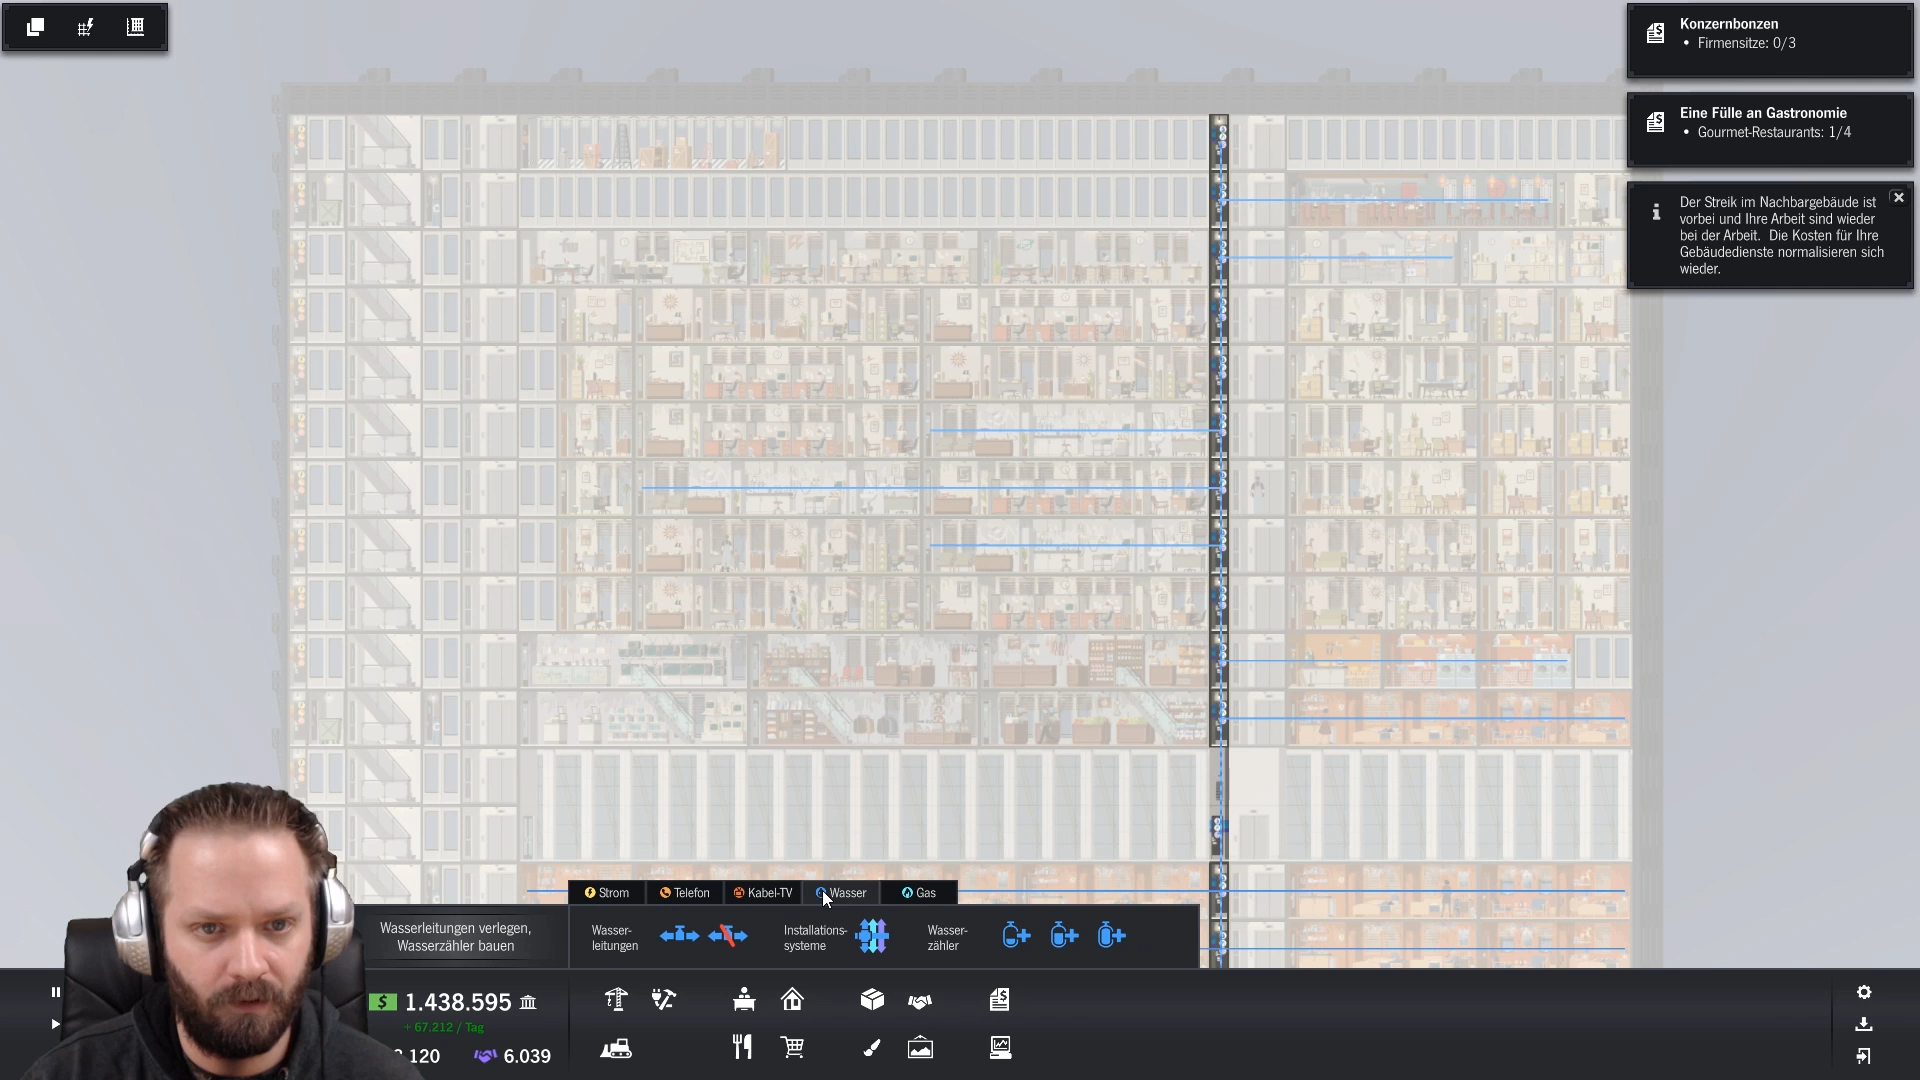 Konzernbonzen
• Firmensitze: 0/3
Eine Fülle an Gastronomie
• Gourmet-Restaurants: 1/4
Der Streik im Nachbargebäude ist
vorbei und Ihre Arbeit sind wieder
bei der Arbeit. Die Kosten für Ihre
Gebäudedienste normalisieren sich
wieder.
Strom
Telefon
Kabel-TV
Wasser
Gas
Wasserleitungen verlegen,
Wasserzähler bauen
Wasser-
leitungen
Installations-
systeme
Wasser-
zähler
$ 1.438.595
+ 67.212 / Tag
120
6.039